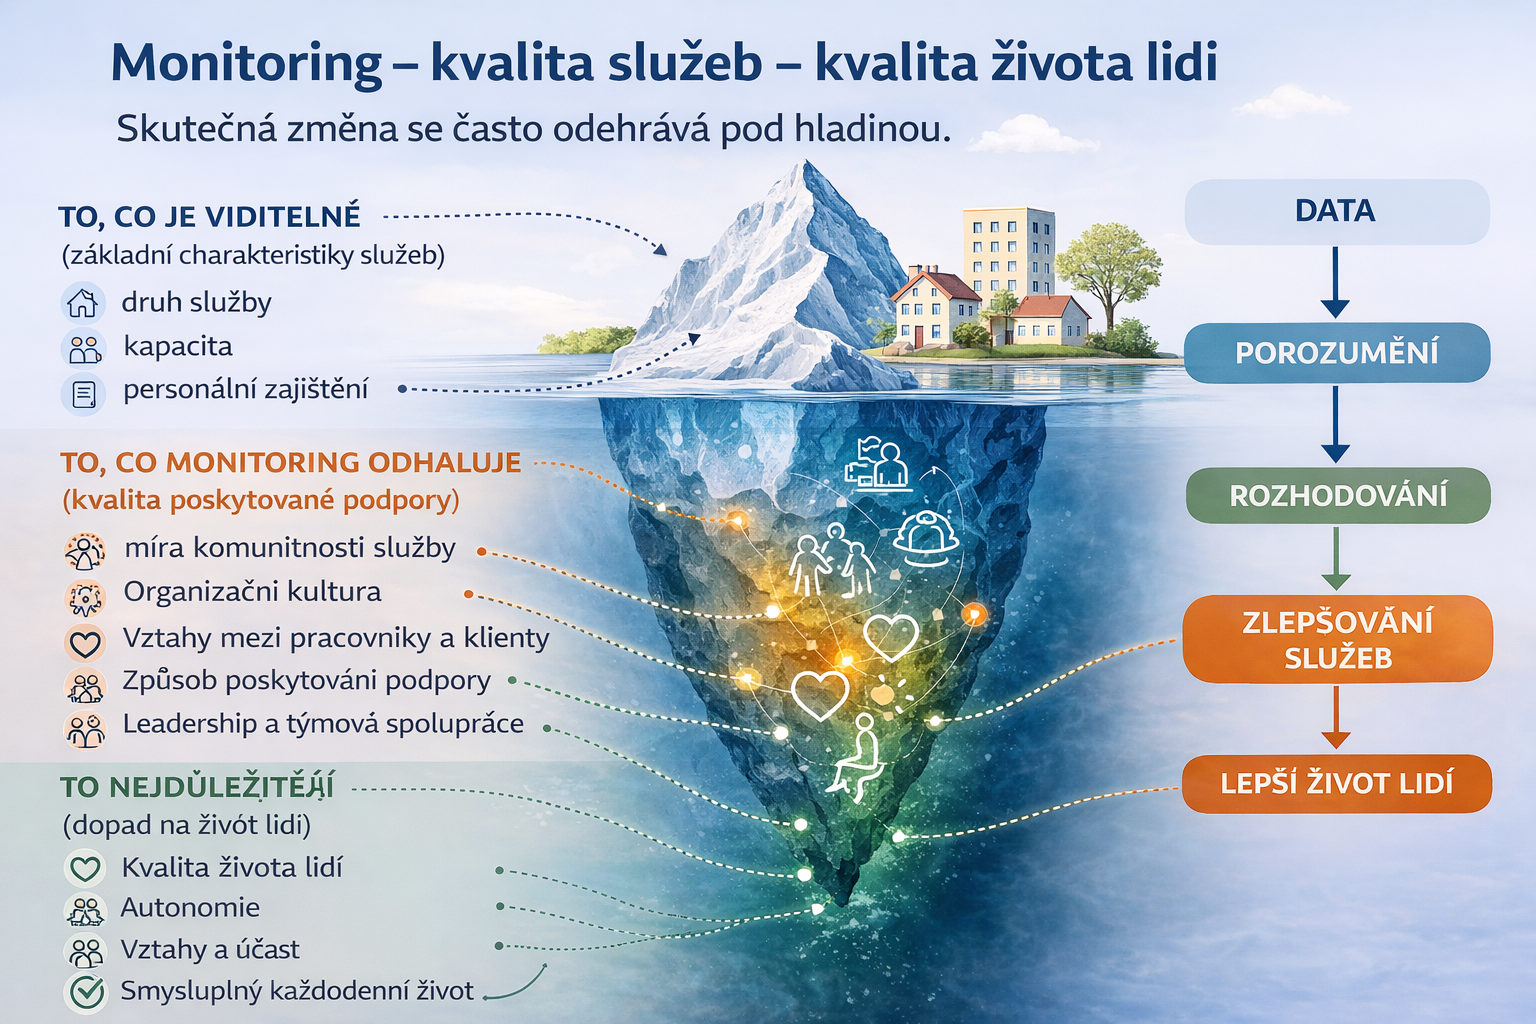 Monitoring – kvalita služeb – kvalita života lidi
Skutečná změna se často odehrává pod hladinou.
TO, CO JE VIDITELNÉ
(základní charakteristiky služeb)
druh služby
kapacita
personální zajištění
TO, CO MONITORING ODHALUJE
(kvalita poskytované podpory)
míra komunitnosti služby
Organizačni kultura
Vztahy mezi pracovniky a klienty
Způsob poskytováni podpory
Leadership a týmová spolupráce
TO NEJDŮLEŽITĚJÍ
(dopad na živót lidi)
Kvalita života lidí
Autonomie
Vztahy a účast
Smysluplný každodenní život
DATA
POROZUMĚNÍ
ROZHODOVÁNÍ
ZLEPŠOVÁNÍ
SLUŽEB
LEPŠÍ ŽIVOT LIDÍ